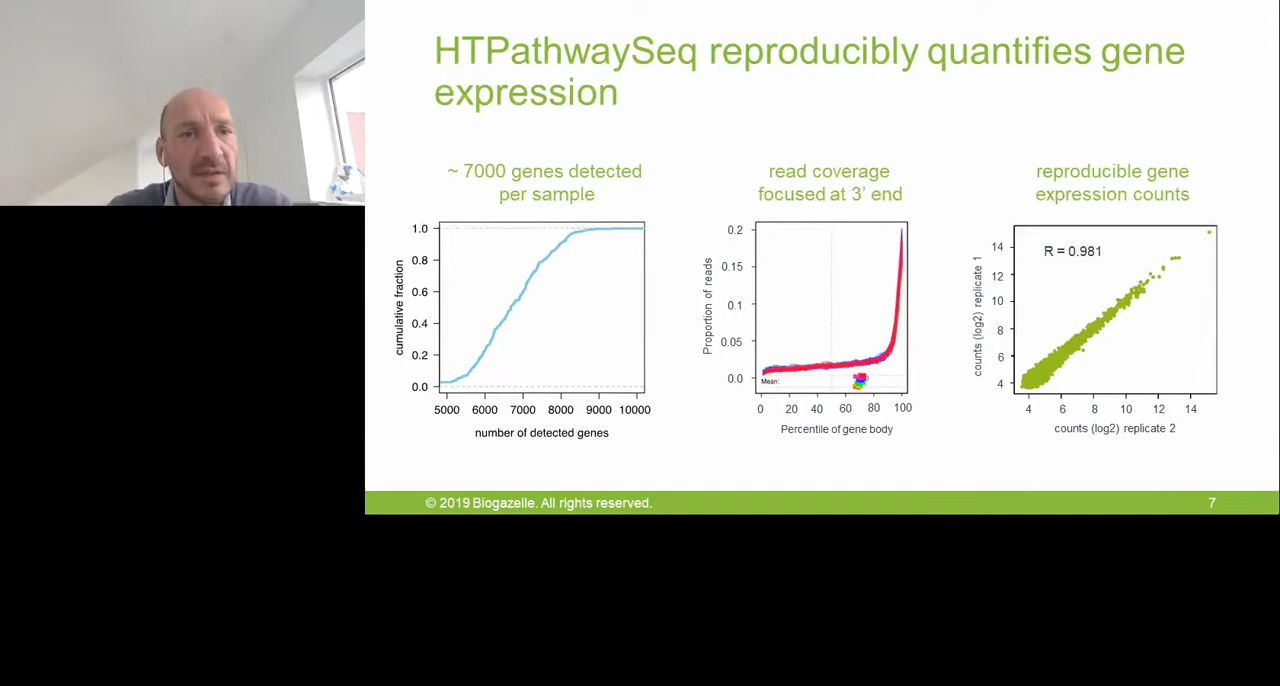 HTPathwaySeq reproducibly quantifies gene
expression
~ 7000 genes detected
per sample
1.0
0.8
0.6
0.4
0.2
0.0
cumulative fraction
5000 6000 7000 8000 9000 10000
number of detected genes
read coverage
focused at 3’ end
0.2
0.15
0.1
0.05
0.0
Proportion of reads
Mean:
0 20 40 60 80 100
Percentile of gene body
reproducible gene
expression counts
R = 0.981
14
12
10
8
6
4
counts (log2) replicate 1
4 6 8 10 12 14
counts (log2) replicate 2
© 2019 Biogazelle. All rights reserved.
7